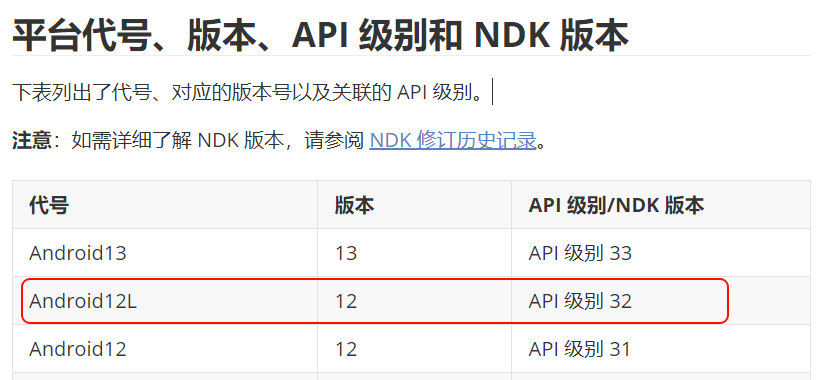 平台代号、版本、API 级别和 NDK 版本
下表列出了代号、对应的版本号以及关联的 API 级别。
注意：如需详细了解 NDK 版本，请参阅 NDK 修订历史记录。
代号 版本 API 级别/NDK 版本
Android13 13 API 级别 33
Android12L 12 API 级别 32
Android12 12 API 级别 31